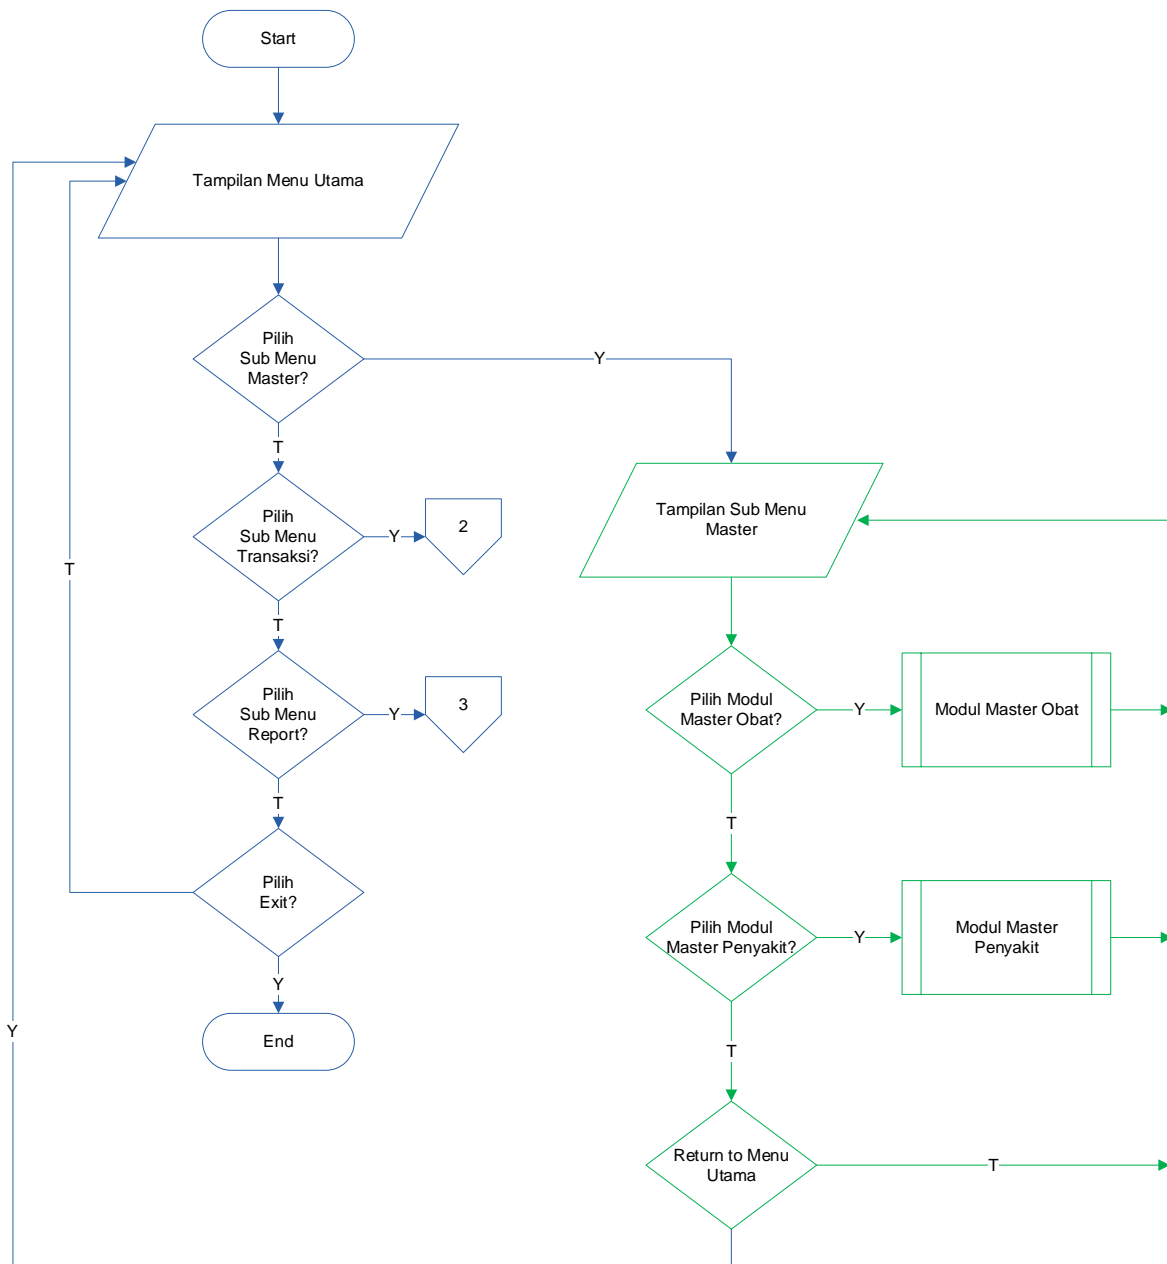 Start
Tampilan Menu Utama
Pilih
Sub Menu
Master?
Y
T
Pilih
Sub Menu
Transaksi?
Y
2
T
T
Pilih
Sub Menu
Report?
Y
3
T
Pilih
Exit?
Y
End
Y
Tampilan Sub Menu
Master
Pilih Modul
Master Obat?
Y
Modul Master Obat
T
Pilih Modul
Master Penyakit?
Y
Modul Master
Penyakit
T
Return to Menu
Utama
T